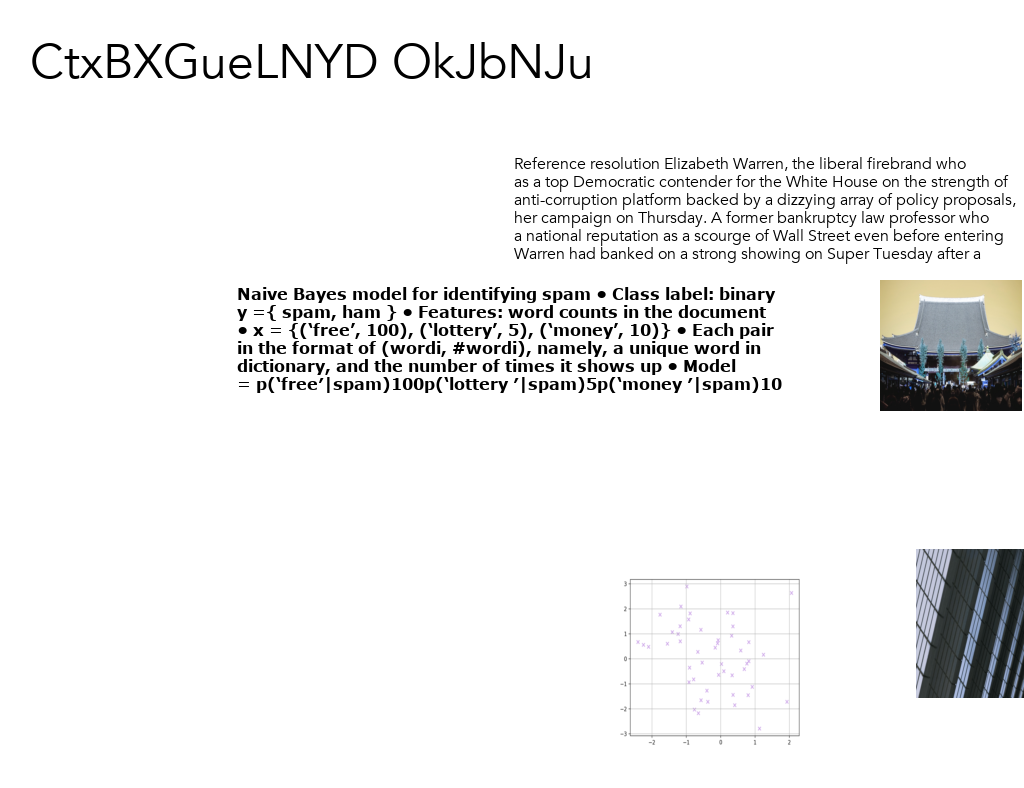 CtxBXGueLNYD OkJbNJu
Reference resolution Elizabeth Warren, the liberal firebrand who
as a top Democratic contender for the White House on the strength of
anti-corruption platform backed by a dizzying array of policy proposals,
her campaign on Thursday. A former bankruptcy law professor who
a national reputation as a scourge of Wall Street even before entering
Warren had banked on a strong showing on Super Tuesday after a
Naive Bayes model for identifying spam • Class label: binary
y ={ spam, ham } • Features: word counts in the document
• x = {(‘free’, 100), (‘lottery’, 5), (‘money’, 10)} • Each pair
in the format of (wordi, #wordi), namely, a unique word in
dictionary, and the number of times it shows up • Model
= p(‘free’|spam)100p(‘lottery ’|spam)5p(‘money ’|spam)10
3
2
1
0
−1
−2
−3
−2 −1 0 1 2